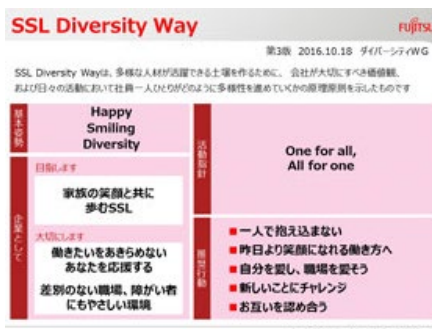 SSL Diversity Way
FUJITSU
第3版 2016.10.18 ダイバーシティWG
SSL Diversity Wayは、多様な人材が活躍できる土壌を作るために、会社が大切にすべき価値観、
および日々の活動において社員一人ひとりがどのように多様性を進めていくかの原理原則を示したものです
基本姿勢
Happy
Smiling
Diversity
企業として
目指します
家族の笑顔と共に
歩むSSL
大切にします
働きたいをあきらめない
あなたを応援する
差別のない職場、障がい者
にもやさしい環境
活動指針
One for all,
All for one
推奨行動
■一人で抱え込まない
■昨日より笑顔になれる働き方へ
■自分を愛し、職場を愛そう
■新しいことにチャレンジ
■お互いを認め合う